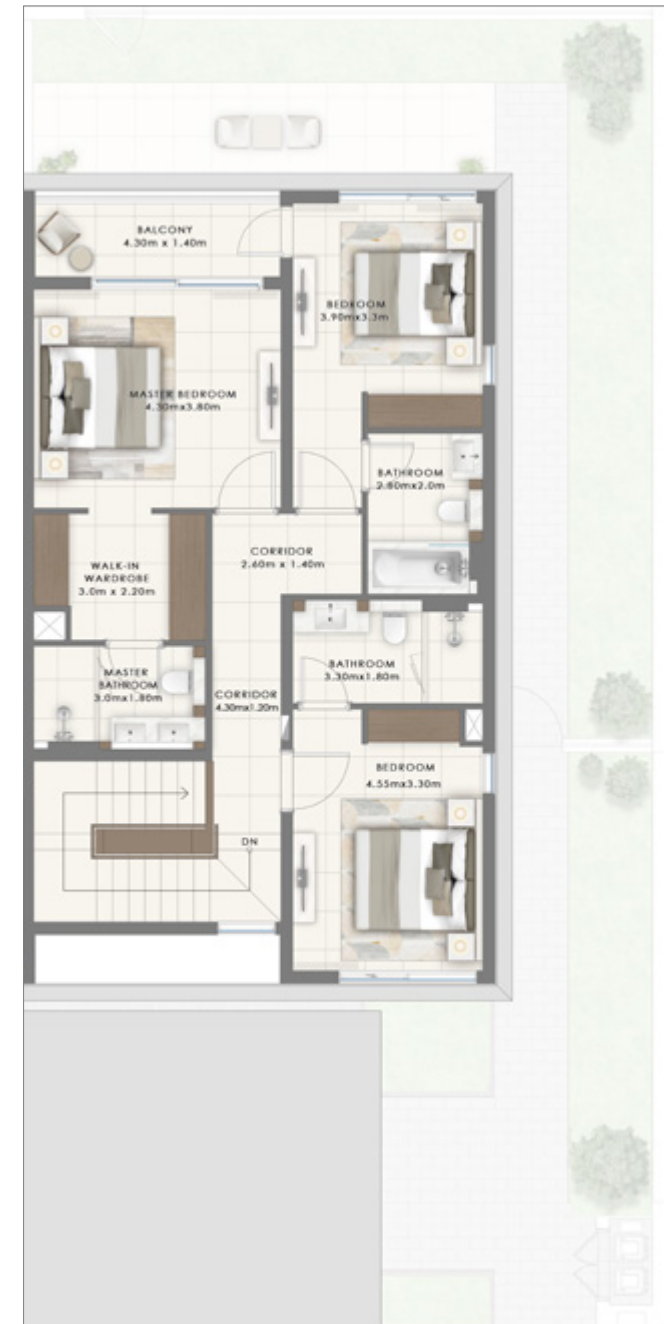 BALCONY
4.30m x 1.40m
BEDROOM
3.90mx3.3m
MASTER BEDROOM
4.30mx3.80m
BATHROOM
2.80mx2.0m
CORRIDOR
2.60m x 1.40m
WALK-IN
WARDROBE
3.0m x 2.20m
BATHROOM
3.30mx1.80m
MASTER
BATHROOM
3.0mx1.80m
CORRIDOR
4.30mx1.20m
BEDROOM
4.55mx3.30m
DN